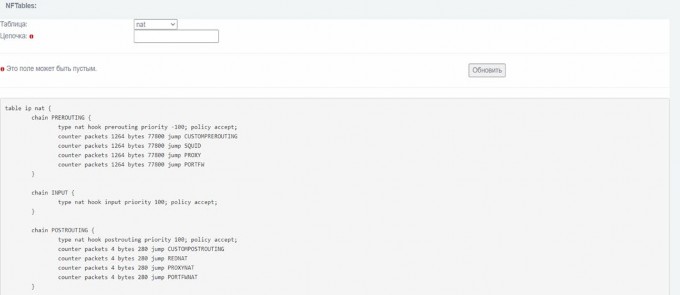 NFTables:
Таблица: nat
Цепочка:
Это поле может быть пустым.
Обновить
table ip nat {
chain PREROUTING {
type nat hook prerouting priority -100; policy accept;
counter packets 1264 bytes 77800 jump CUSTOMPREROUTING
counter packets 1264 bytes 77800 jump SQUID
counter packets 1264 bytes 77800 jump PROXY
counter packets 1264 bytes 77800 jump PORTFW
}
chain INPUT {
type nat hook input priority 100; policy accept;
}
chain POSTROUTING {
type nat hook postrouting priority 100; policy accept;
counter packets 4 bytes 280 jump CUSTOMPOSTROUTING
counter packets 4 bytes 280 jump REDNAT
counter packets 4 bytes 280 jump PROXYNAT
counter packets 4 bytes 280 jump PORTFWNAT
}